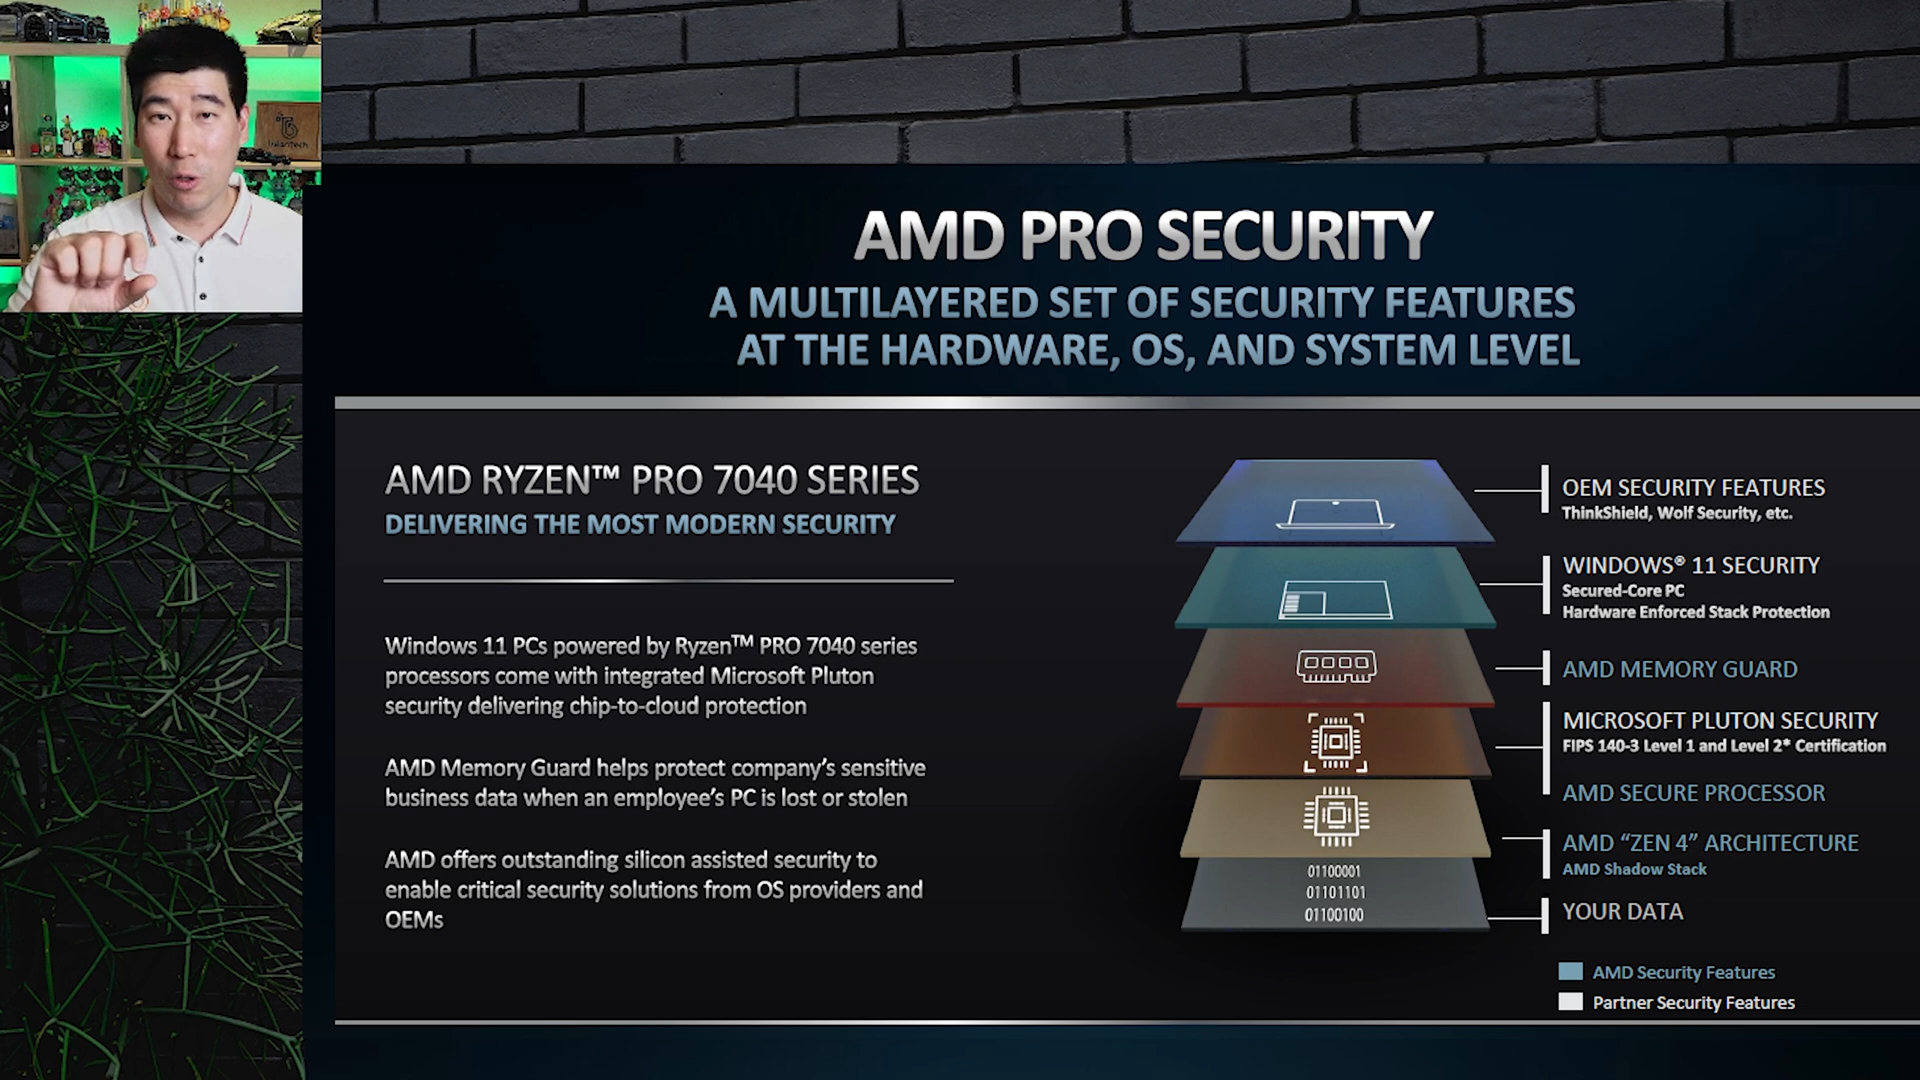 AMD PRO SECURITY
A MULTILAYERED SET OF SECURITY FEATURES
AT THE HARDWARE, OS, AND SYSTEM LEVEL
AMD RYZEN™ PRO 7040 SERIES
DELIVERING THE MOST MODERN SECURITY
Windows 11 PCs powered by Ryzen™ PRO 7040 series
processors come with integrated Microsoft Pluton
security delivering chip-to-cloud protection
AMD Memory Guard helps protect company's sensitive
business data when an employee's PC is lost or stolen
AMD offers outstanding silicon assisted security to
enable critical security solutions from OS providers and
OEMs
01100001
01101101
01100100
OEM SECURITY FEATURES
ThinkShield, Wolf Security, etc.
WINDOWS® 11 SECURITY
Secured-Core PC
Hardware Enforced Stack Protection
AMD MEMORY GUARD
MICROSOFT PLUTON SECURITY
FIPS 140-3 Level 1 and Level 2* Certification
AMD SECURE PROCESSOR
AMD “ZEN 4” ARCHITECTURE
AMD Shadow Stack
YOUR DATA
AMD Security Features
Partner Security Features